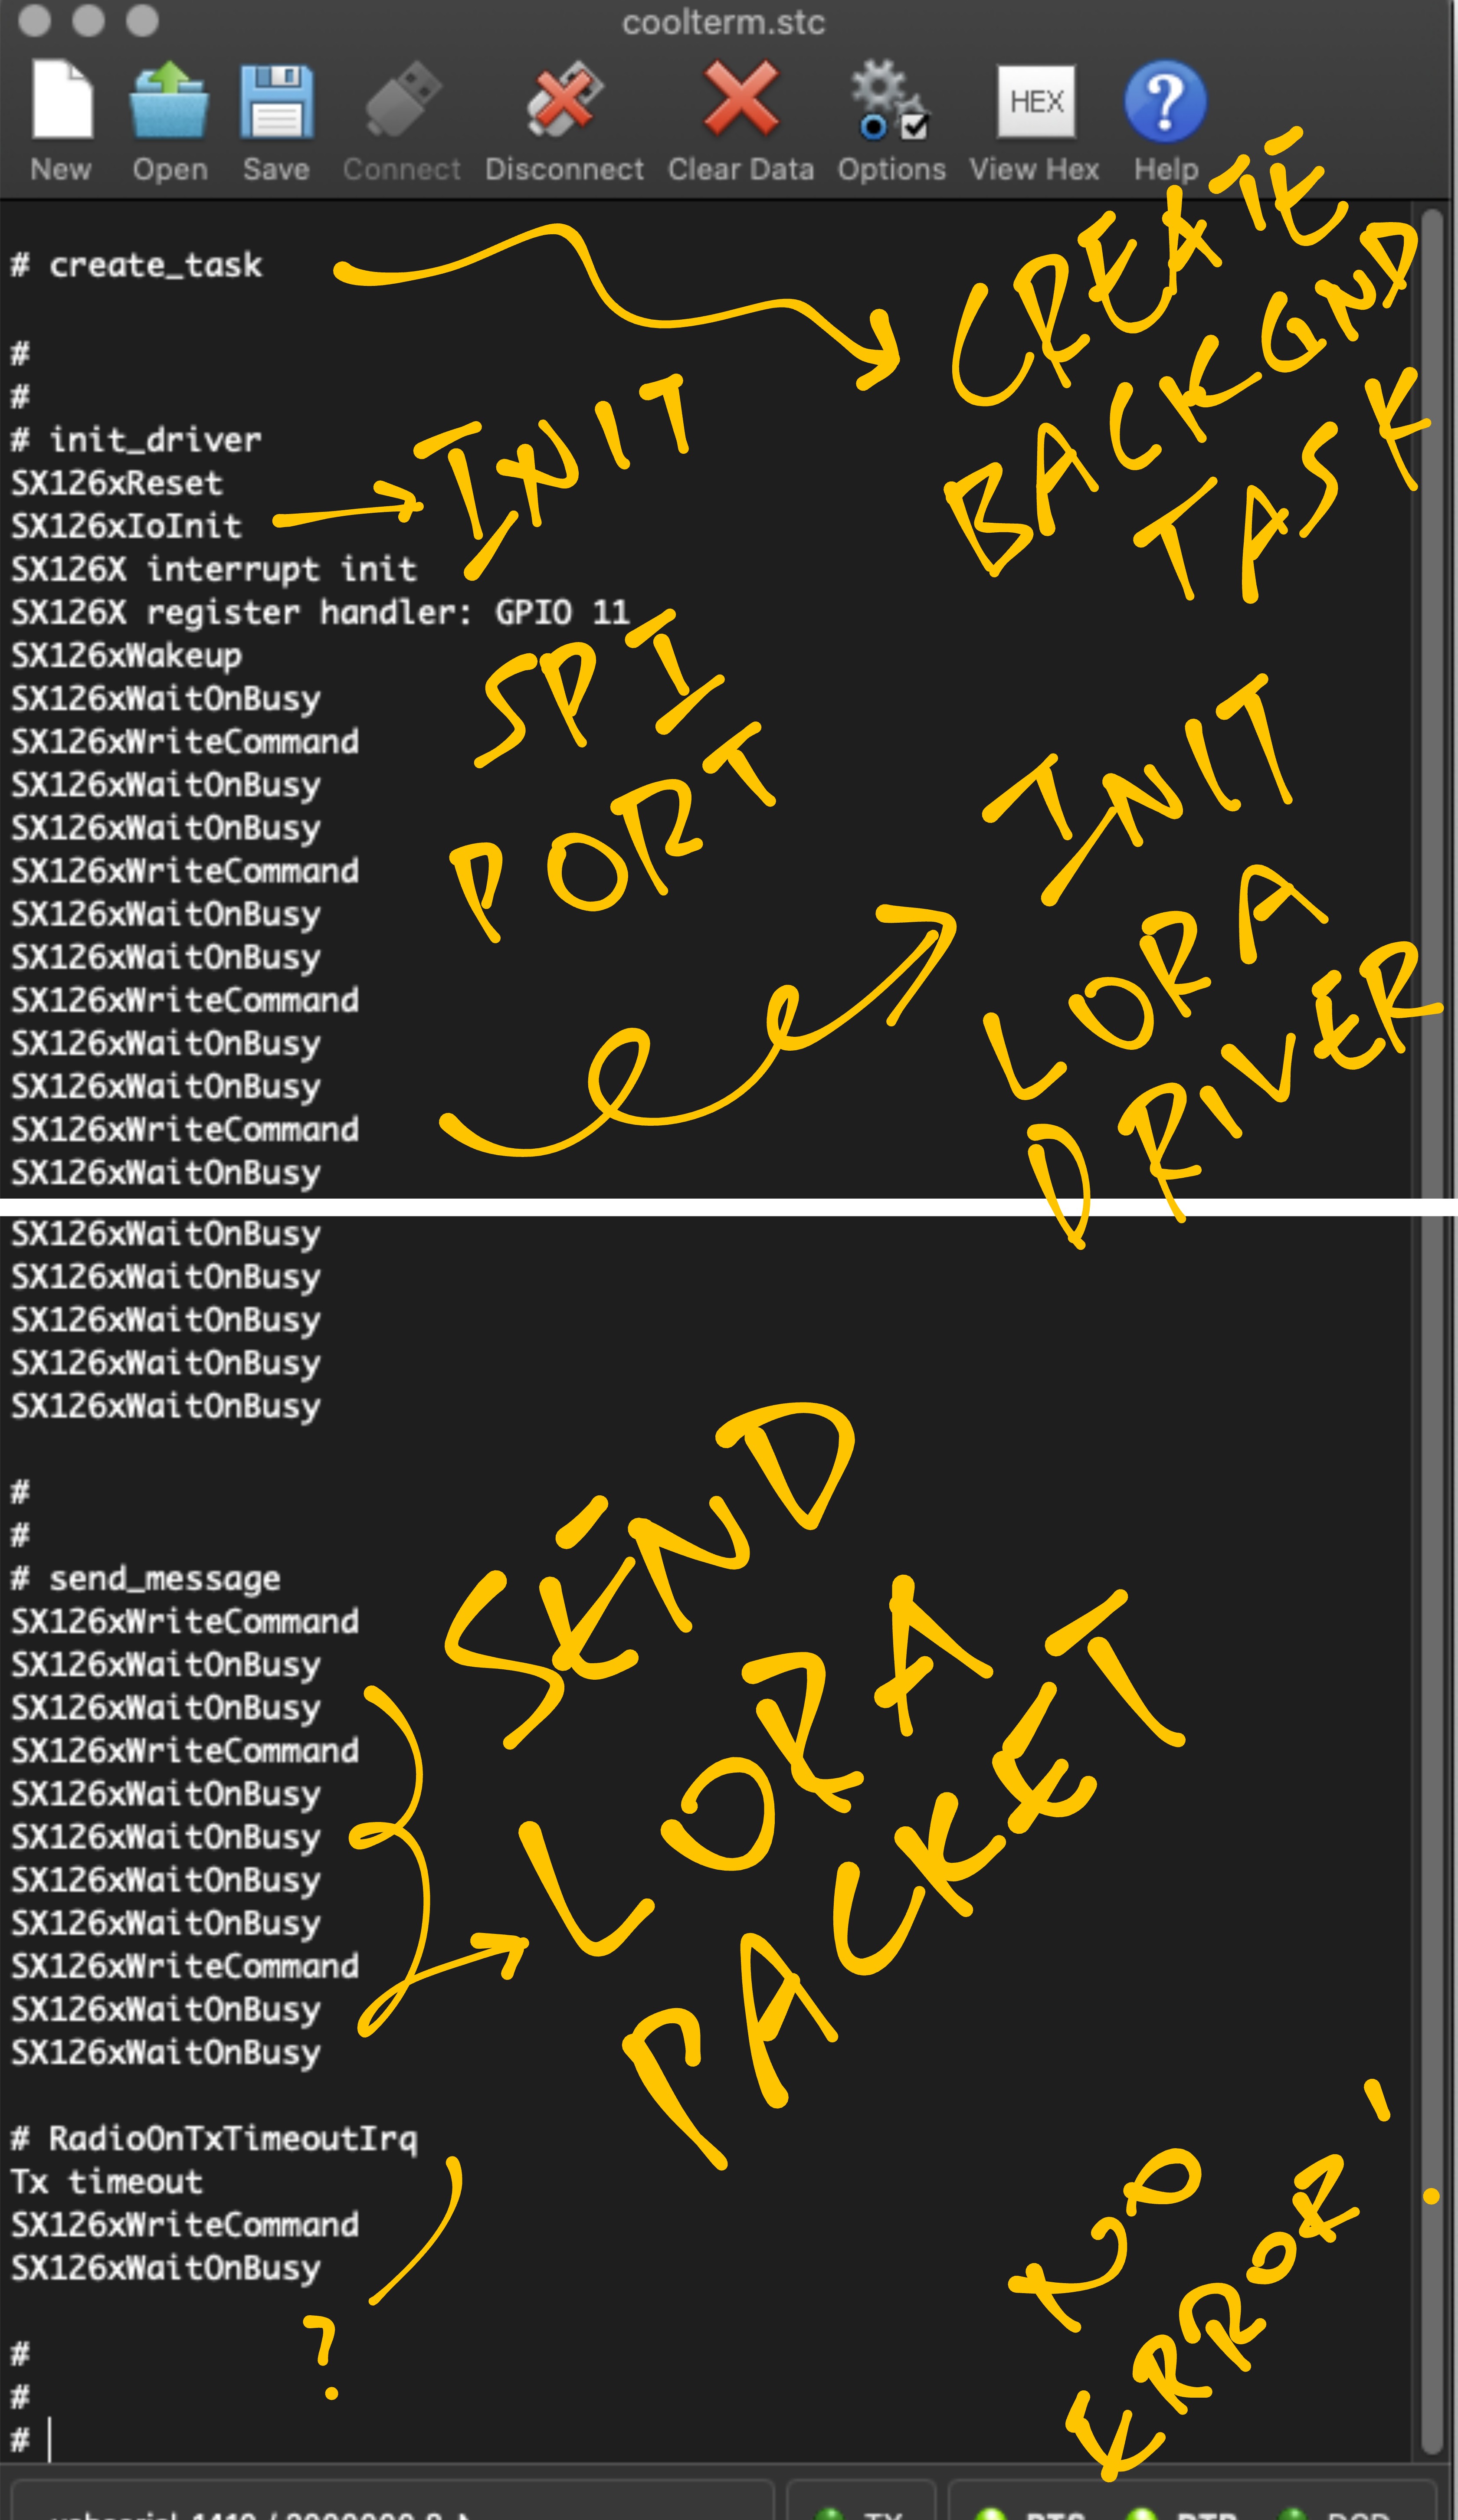 coolterm.stc
New Open Save Connect Disconnect Clear Data Options View Hex Help
HEX
# create_task
CREATE
BACKGND
TASK
#
#
# init_driver
SX126xReset
SX126xIoInit
INIT
SPI
PORT
SX126X interrupt init
SX126X register handler: GPIO 11
SX126xWakeup
SX126xWaitOnBusy
SX126xWriteCommand
SX126xWaitOnBusy
SX126xWaitOnBusy
SX126xWriteCommand
SX126xWaitOnBusy
SX126xWaitOnBusy
SX126xWriteCommand
SX126xWaitOnBusy
SX126xWaitOnBusy
SX126xWriteCommand
SX126xWaitOnBusy
INIT
LORA
DRIVER
SX126xWaitOnBusy
SX126xWaitOnBusy
SX126xWaitOnBusy
SX126xWaitOnBusy
SX126xWaitOnBusy
#
#
# send_message
SX126xWriteCommand
SX126xWaitOnBusy
SX126xWaitOnBusy
SX126xWriteCommand
SX126xWaitOnBusy
SX126xWaitOnBusy
SX126xWaitOnBusy
SX126xWaitOnBusy
SX126xWriteCommand
SX126xWaitOnBusy
SX126xWaitOnBusy
SEND
LORA
PACKET
# RadioOnTxTimeoutIrq
Tx timeout
SX126xWriteCommand
SX126xWaitOnBusy
?
NO
ERROR!
#
#
#
TX RTS DTR DCD